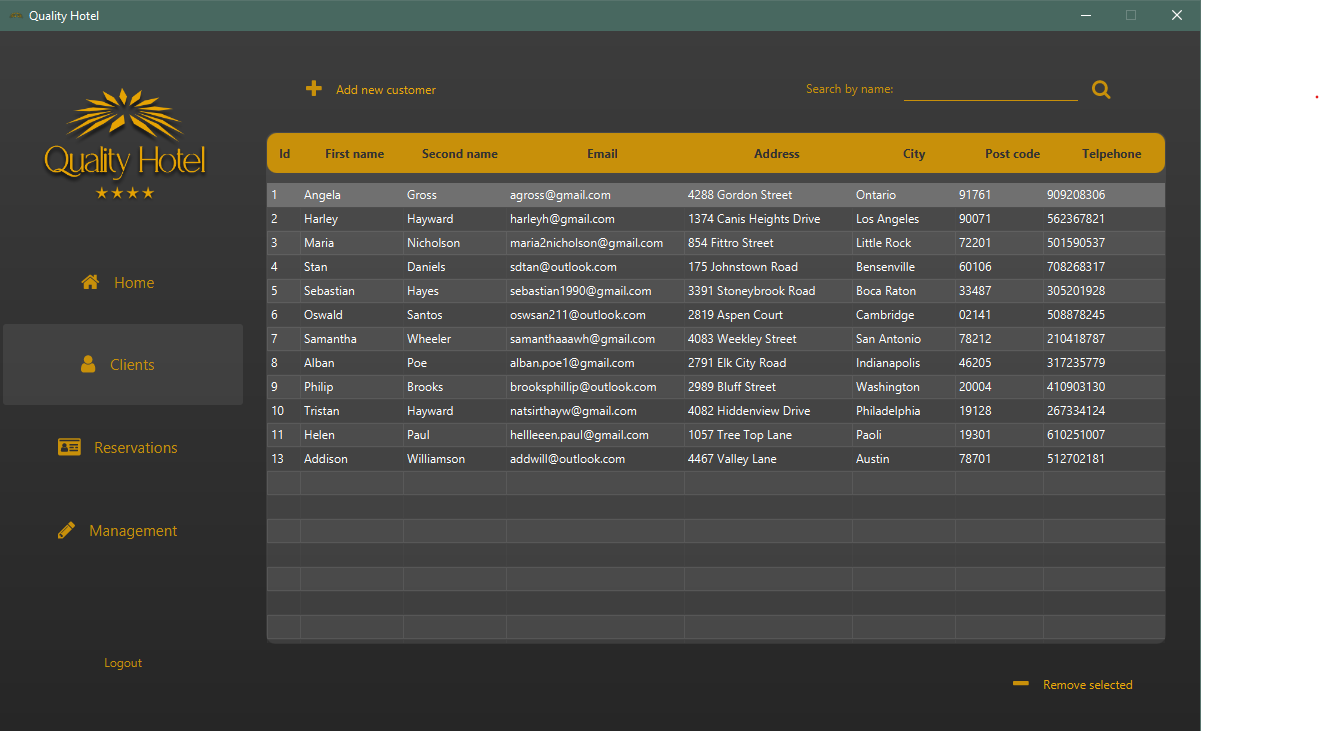 Quality Hotel
Quality Hotel
Add new customer
Search by name:
Id First name Second name Email Address City Post code Telpehone
1 Angela Gross agross@gmail.com 4288 Gordon Street Ontario 91761 909208306
2 Harley Hayward harleyh@gmail.com 1374 Canis Heights Drive Los Angeles 90071 562367821
3 Maria Nicholson maria2nicholson@gmail.com 854 Fittro Street Little Rock 72201 501590537
4 Stan Daniels sdtan@outlook.com 175 Johnstown Road Bensenville 60106 708268317
5 Sebastian Hayes sebastian1990@gmail.com 3391 Stoneybrook Road Boca Raton 33487 305201928
6 Oswald Santos oswsan211@outlook.com 2819 Aspen Court Cambridge 02141 508878245
7 Samantha Wheeler samanthaaawh@gmail.com 4083 Weekley Street San Antonio 78212 210418787
8 Alban Poe alban.poe1@gmail.com 2791 Elk City Road Indianapolis 46205 317235779
9 Philip Brooks brooksphillip@outlook.com 2989 Bluff Street Washington 20004 410903130
10 Tristan Hayward natsirthayw@gmail.com 4082 Hiddenview Drive Philadelphia 19128 267334124
11 Helen Paul hellleeen.paul@gmail.com 1057 Tree Top Lane Paoli 19301 610251007
13 Addison Williamson addwill@outlook.com 4467 Valley Lane Austin 78701 512702181
Home
Clients
Reservations
Management
Logout
Remove selected